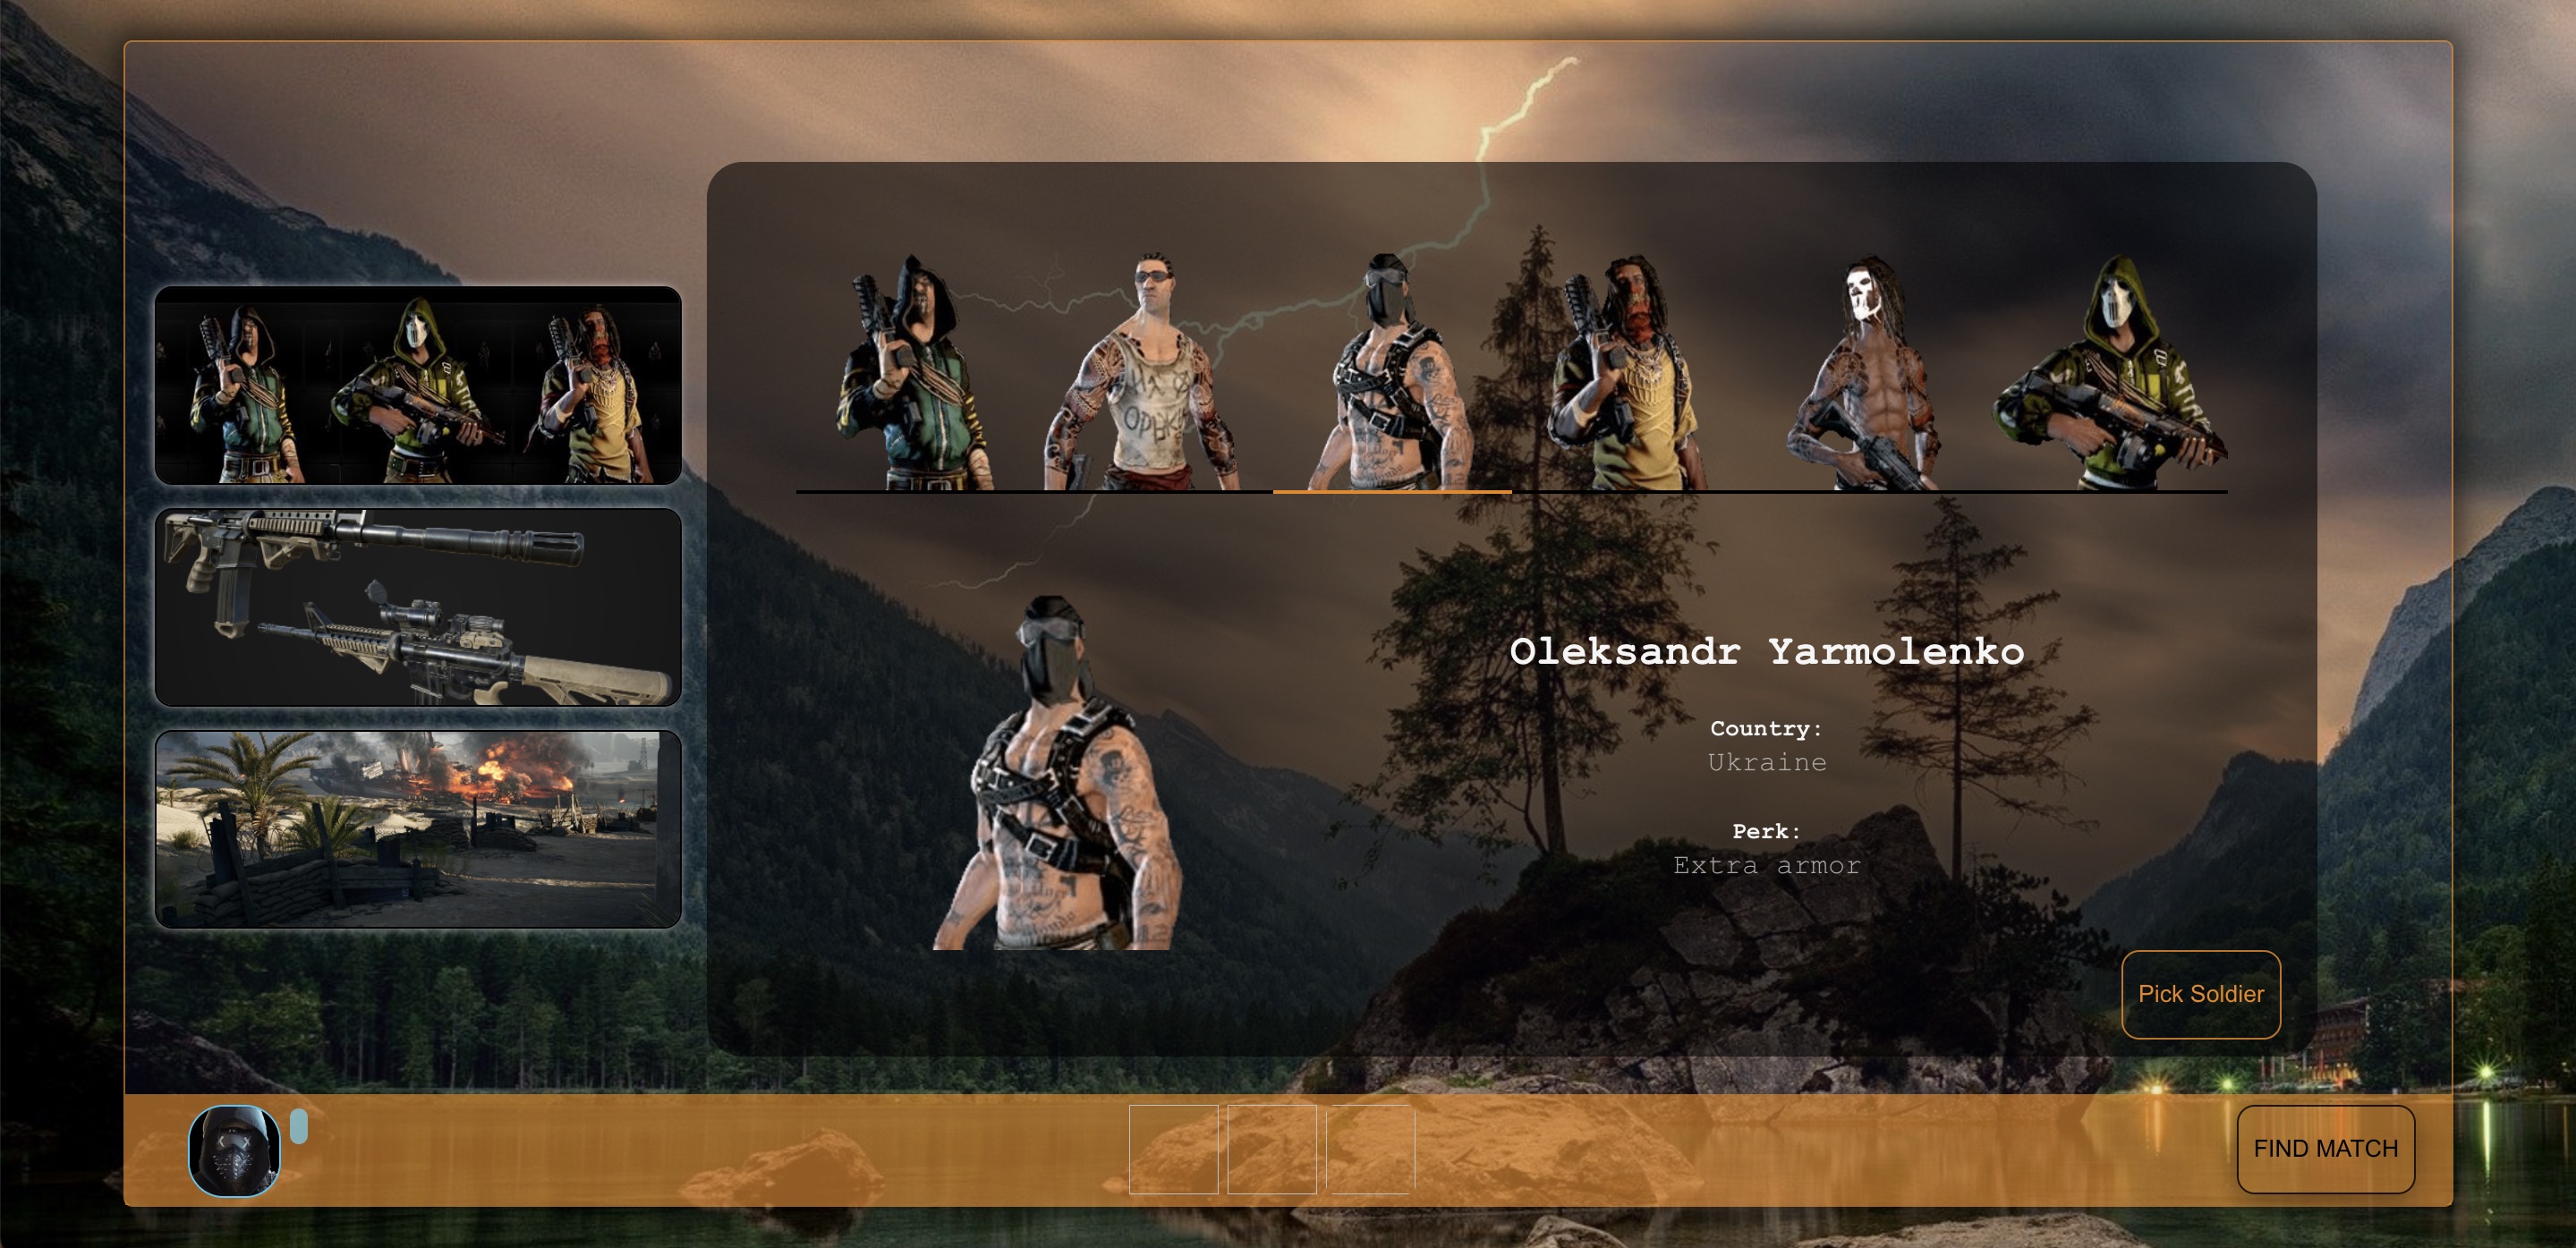 Oleksandr Yarmolenko
Country:
Ukraine
Perk:
Extra armor
Pick Soldier
FIND MATCH